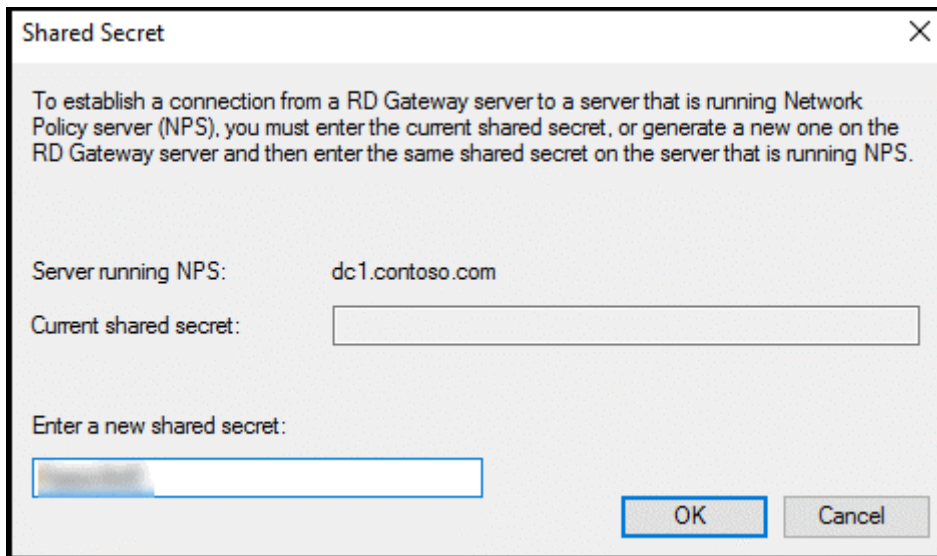 Shared Secret
To establish a connection from a RD Gateway server to a server that is running Network
Policy server (NPS), you must enter the current shared secret, or generate a new one on the
RD Gateway server and then enter the same shared secret on the server that is running NPS.
Server running NPS: dc1.contoso.com
Current shared secret:
Enter a new shared secret:
OK Cancel